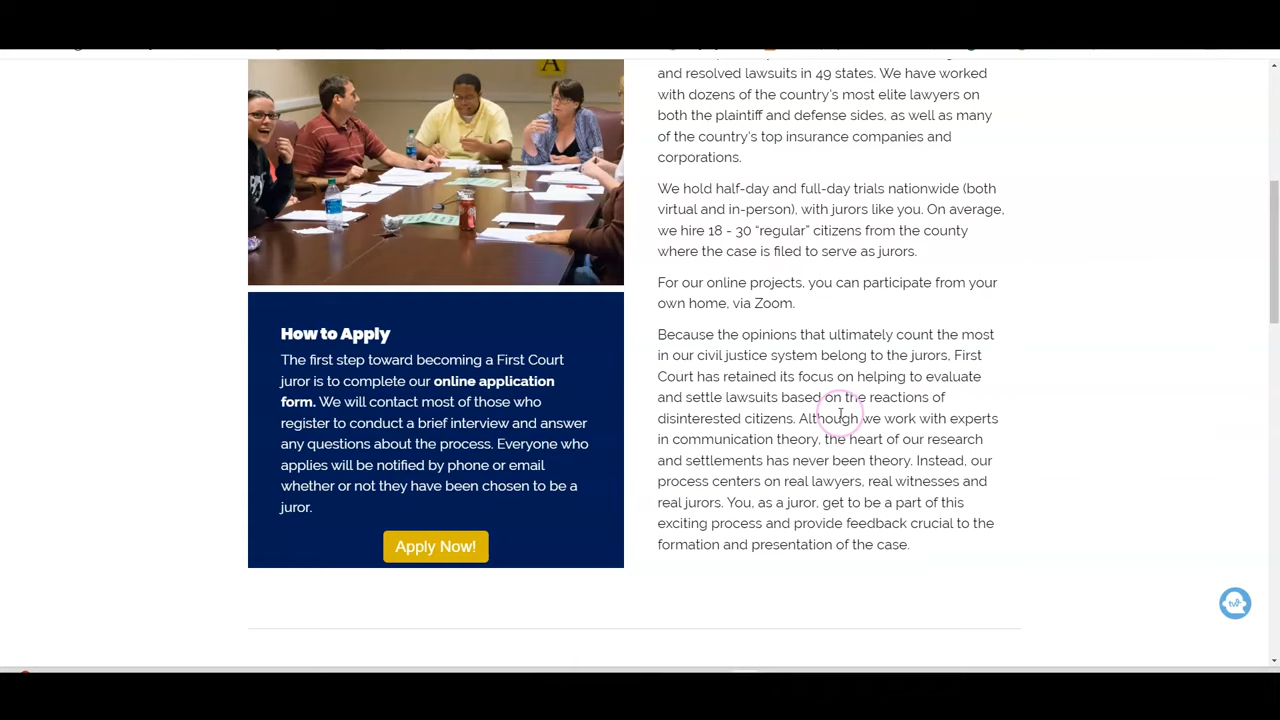 A
How to Apply
The first step toward becoming a First Court
juror is to complete our online application
form. We will contact most of those who
register to conduct a brief interview and answer
any questions about the process. Everyone who
applies will be notified by phone or email
whether or not they have been chosen to be a
juror.
Apply Now!
and resolved lawsuits in 49 states. We have worked
with dozens of the country's most elite lawyers on
both the plaintiff and defense sides, as well as many
of the country's top insurance companies and
corporations.
We hold half-day and full-day trials nationwide (both
virtual and in-person), with jurors like you. On average,
we hire 18 - 30 “regular” citizens from the county
where the case is filed to serve as jurors.
For our online projects, you can participate from your
own home, via Zoom.
Because the opinions that ultimately count the most
in our civil justice system belong to the jurors, First
Court has retained its focus on helping to evaluate
and settle lawsuits based on the reactions of
disinterested citizens. Although we work with experts
in communication theory, the heart of our research
and settlements has never been theory. Instead, our
process centers on real lawyers, real witnesses and
real jurors. You, as a juror, get to be a part of this
exciting process and provide feedback crucial to the
formation and presentation of the case.